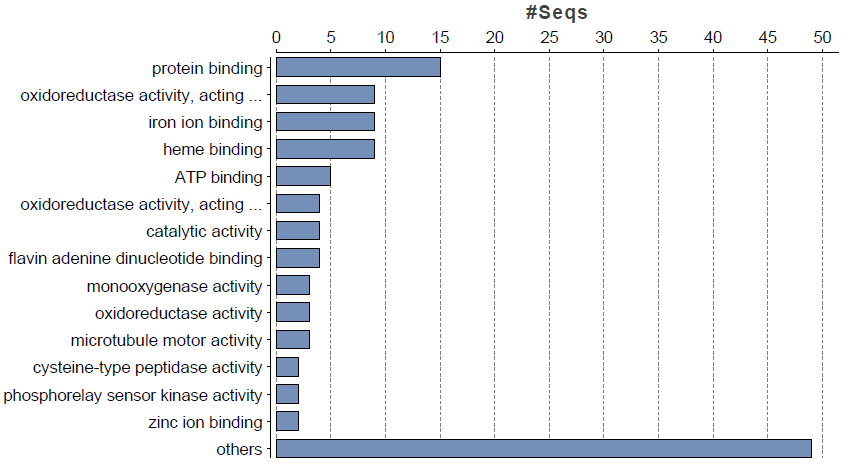 #Seqs
0 5 10 15 20 25 30 35 40 45 50
protein binding
oxidoreductase activity, acting ...
iron ion binding
heme binding
ATP binding
oxidoreductase activity, acting ...
catalytic activity
flavin adenine dinucleotide binding
monooxygenase activity
oxidoreductase activity
microtubule motor activity
cysteine-type peptidase activity
phosphorelay sensor kinase activity
zinc ion binding
others